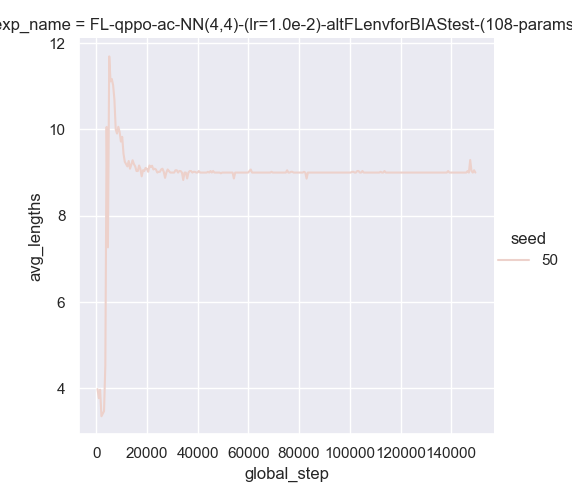 exp_name = FL-qppo-ac-NN(4,4)-(lr=1.0e-2)-altFLenvforBIAStest-(108-params
12
10
8
6
4
avg_lengths
seed
50
0 20000 40000 60000 80000 100000 120000 140000
global_step